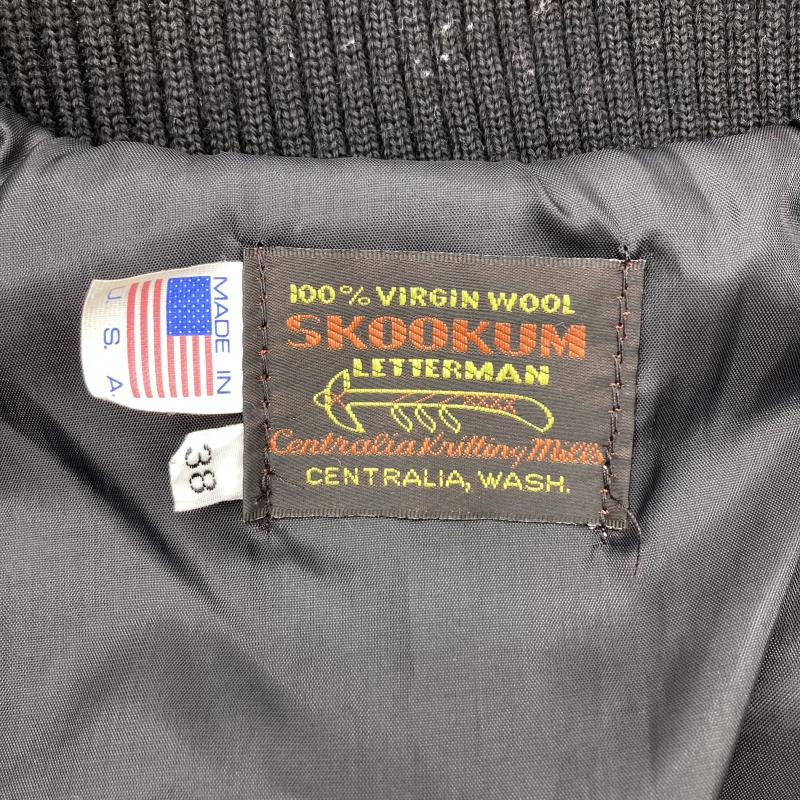 MADE IN
U.S.A.
38
100% VIRGIN WOOL
SKOOKUM
LETTERMAN
Centralia Knitting Mills
CENTRALIA, WASH.